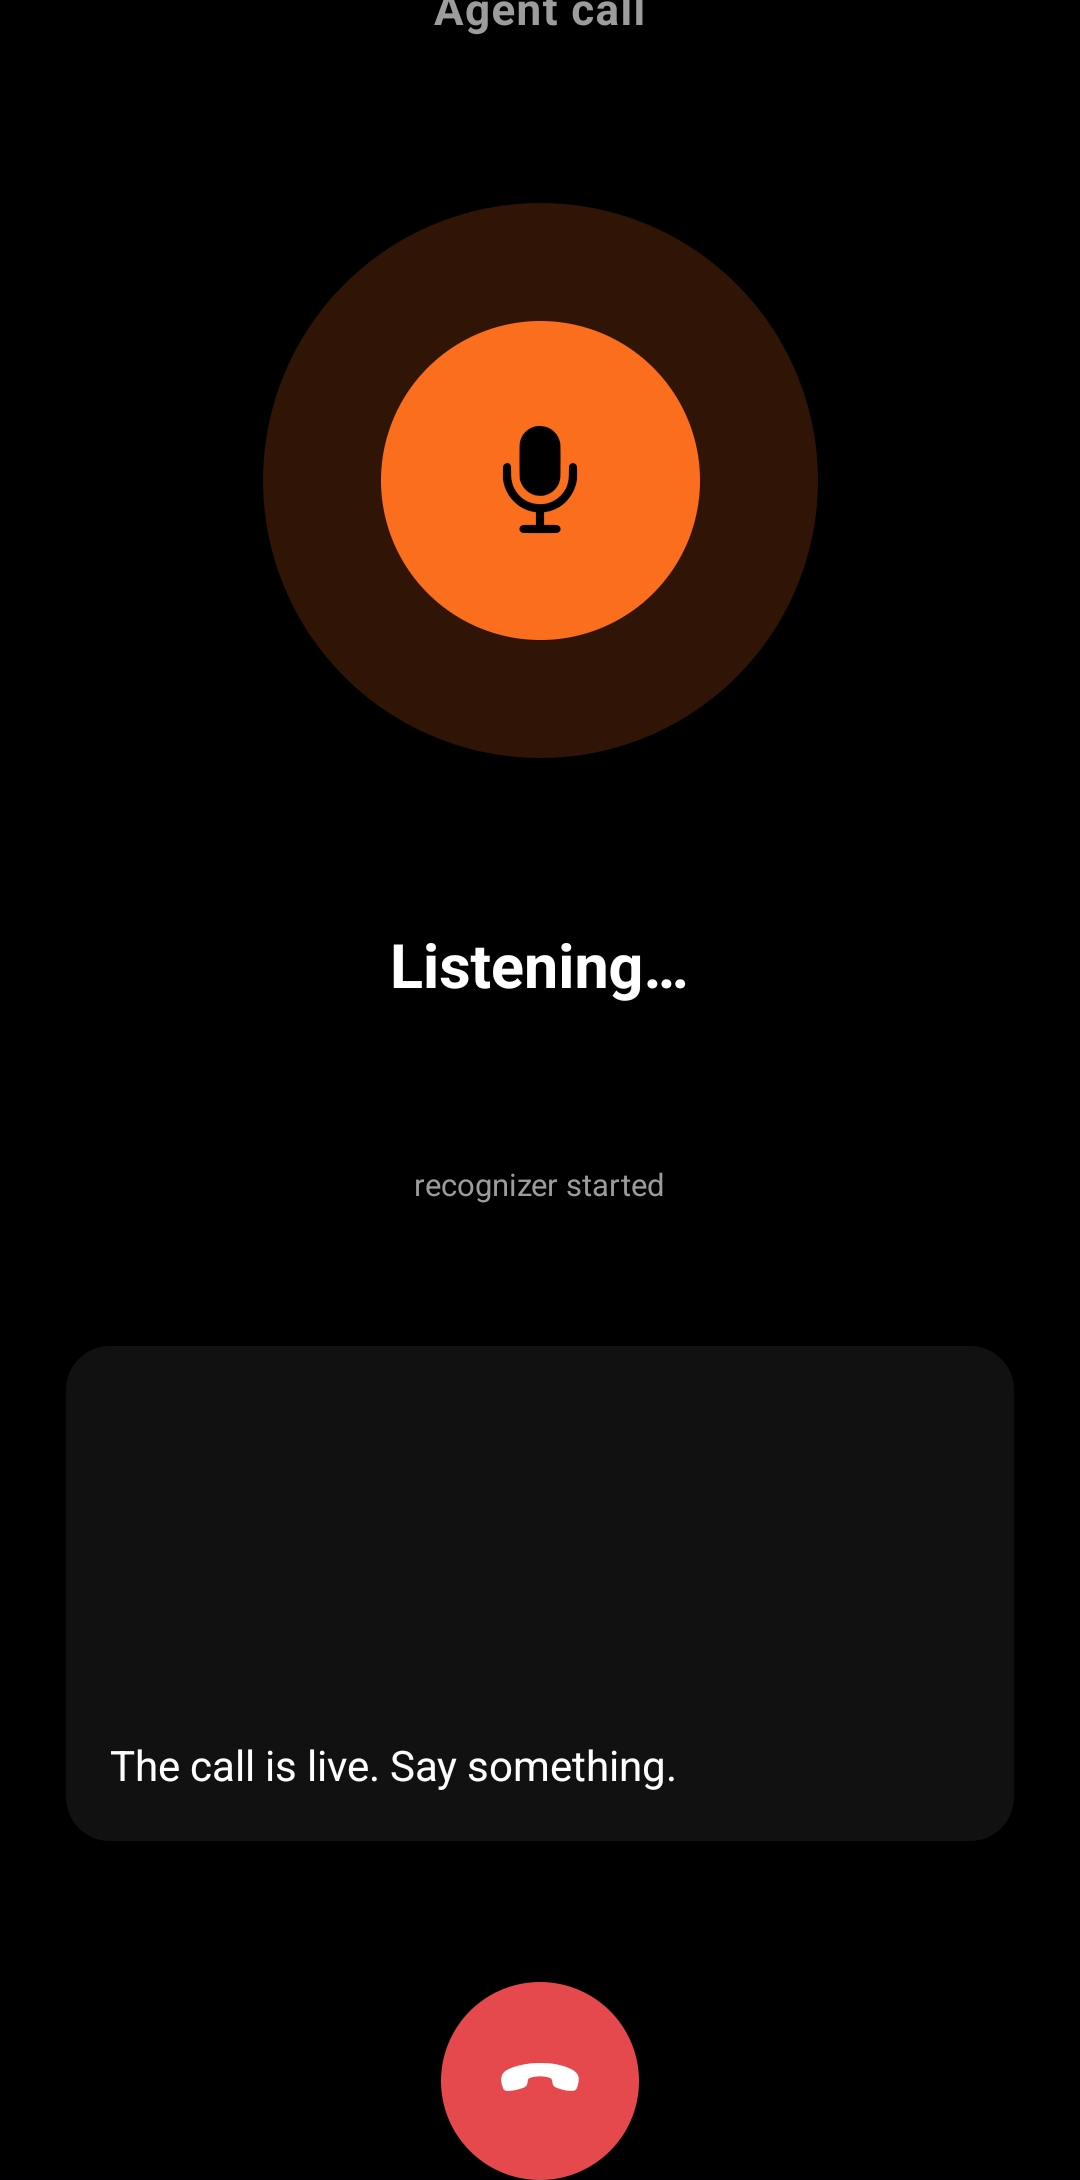 Agent call
Listening…
recognizer started
The call is live. Say something.